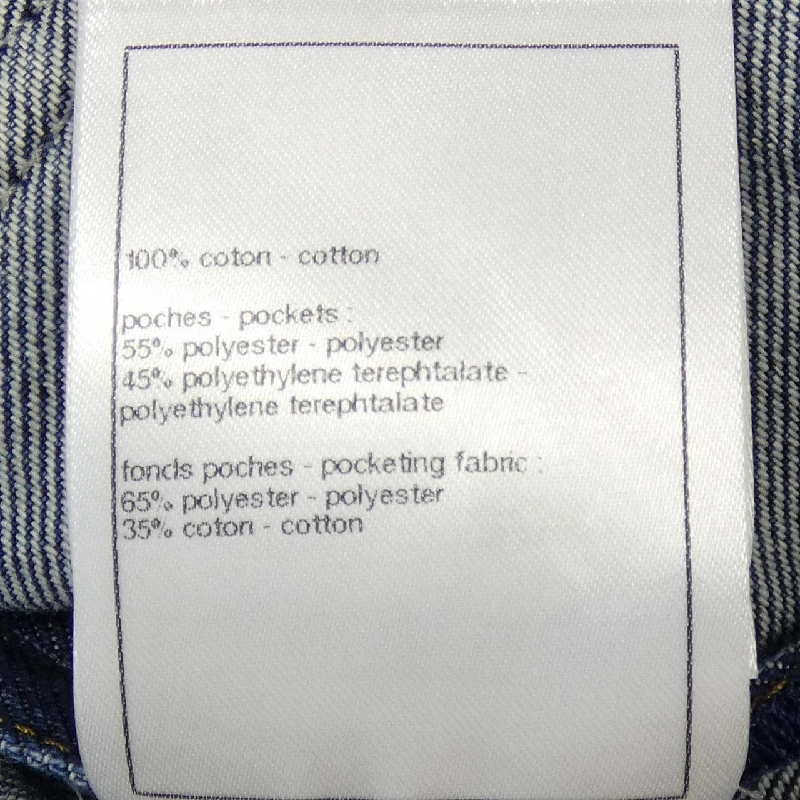 100% coton - cotton
poches - pockets :
55% polyester - polyester
45% polyethylene terephtalate -
polyethylene terephtalate
fonds poches - pocketing fabric :
65% polyester - polyester
35% coton - cotton